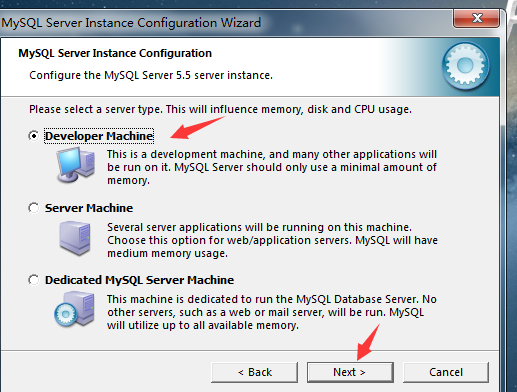 MySQL Server Instance Configuration Wizard
MySQL Server Instance Configuration
Configure the MySQL Server 5.5 server instance.
Please select a server type. This will influence memory, disk and CPU usage.
Developer Machine
This is a development machine, and many other applications will
be run on it. MySQL Server should only use a minimal amount of
memory.
Server Machine
Several server applications will be running on this machine.
Choose this option for web/application servers. MySQL will have
medium memory usage.
Dedicated MySQL Server Machine
This machine is dedicated to run the MySQL Database Server. No
other servers, such as a web or mail server, will be run. MySQL
will utilize up to all available memory.
< Back Next > Cancel